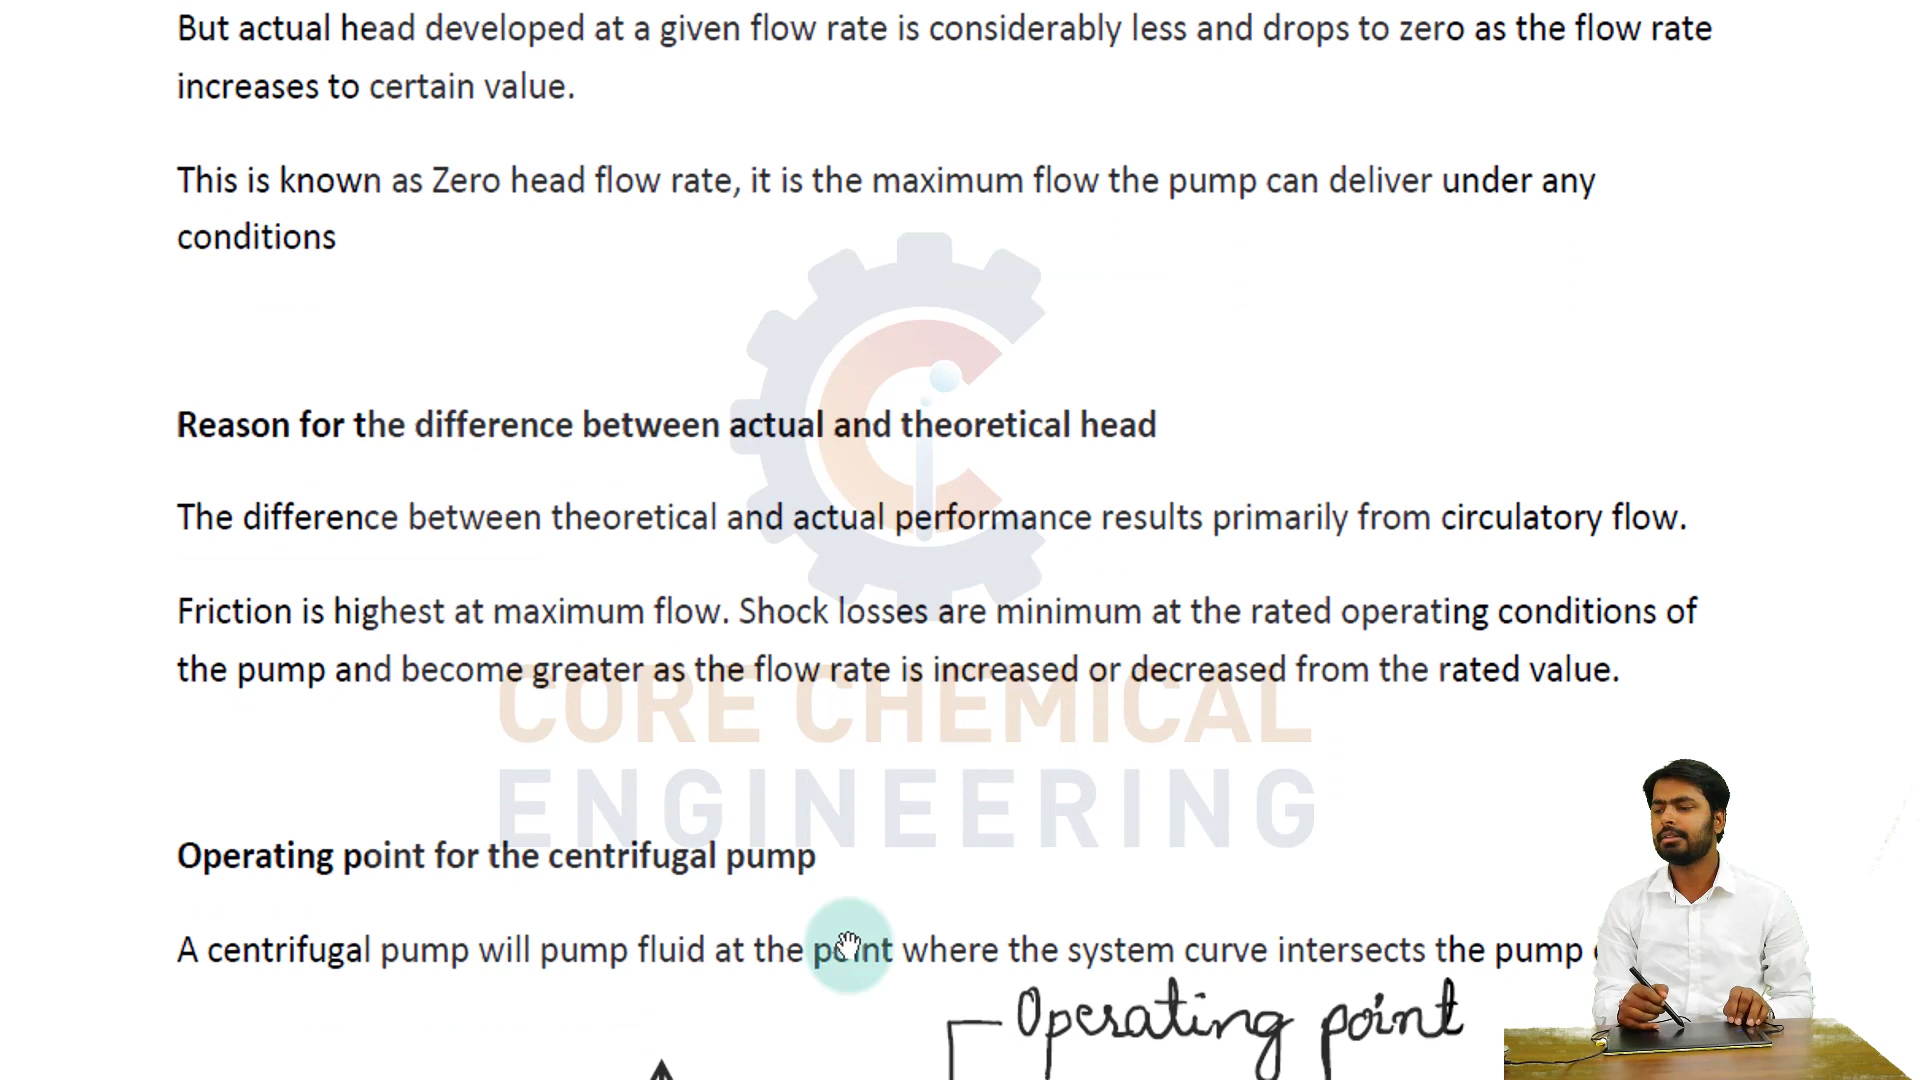 But actual head developed at a given flow rate is considerably less and drops to zero as the flow rate
increases to certain value.
This is known as Zero head flow rate, it is the maximum flow the pump can deliver under any
conditions
Reason for the difference between actual and theoretical head
The difference between theoretical and actual performance results primarily from circulatory flow.
Friction is highest at maximum flow. Shock losses are minimum at the rated operating conditions of
the pump and become greater as the flow rate is increased or decreased from the rated value.
CORE CHEMICAL
ENGINEERING
Operating point for the centrifugal pump
A centrifugal pump will pump fluid at the point where the system curve intersects the pump
Operating point